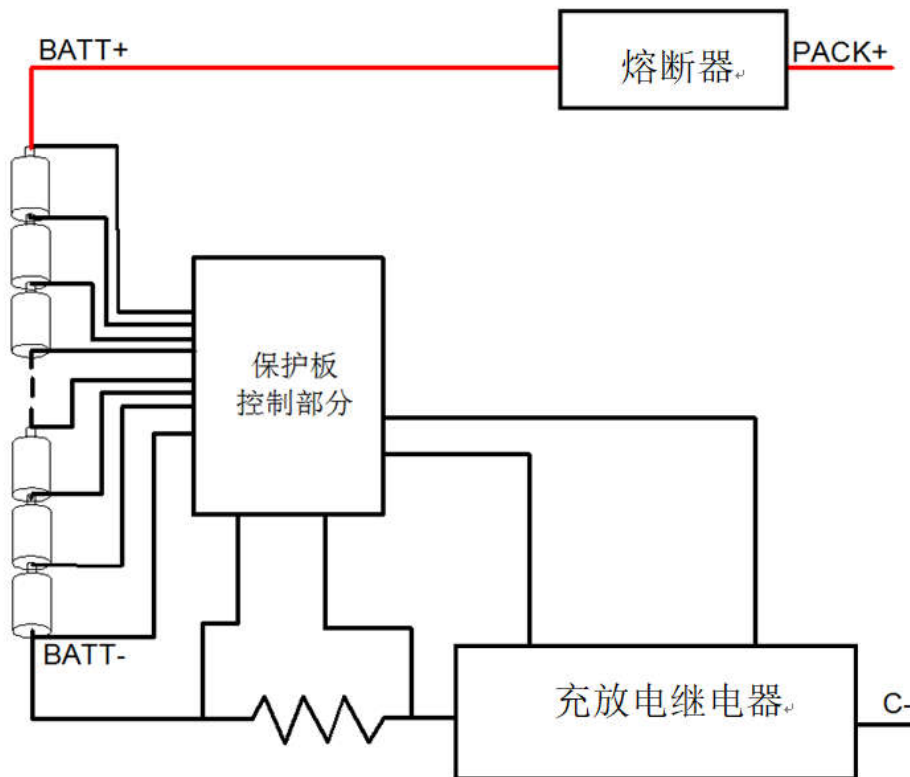 BATT+
熔断器
PACK+
保护板
控制部分
BATT-
充放电继电器
C-